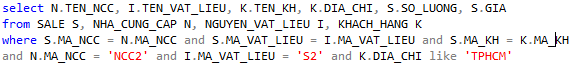 select N.TEN_NCC, I.TEN_VAT_LIEU, K.TEN_KH, K.DIA_CHI, S.SO_LUONG, S.GIA
from SALE S, NHA_CUNG_CAP N, NGUYEN_VAT_LIEU I, KHACH_HANG K
where S.MA_NCC = N.MA_NCC and S.MA_VAT_LIEU = I.MA_VAT_LIEU and S.MA_KH = K.MA_KH
and N.MA_NCC = 'NCC2' and I.MA_VAT_LIEU = 'S2' and K.DIA_CHI like 'TPHCM'